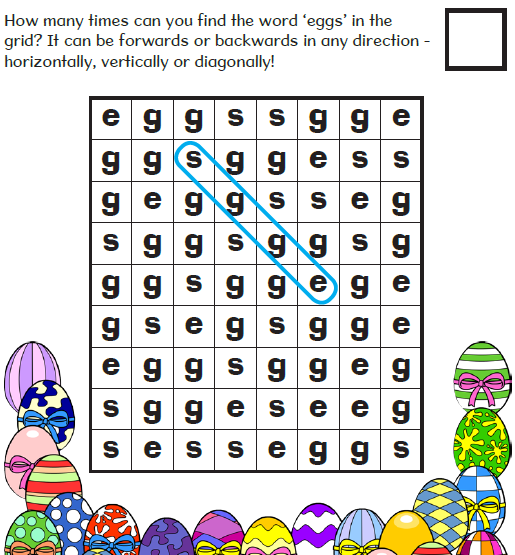 How many times can you find the word ‘eggs’ in the
grid? It can be forwards or backwards in any direction -
horizontally, vertically or diagonally!
e g g s s g g e
g g s g g e s s
g e g g s s e g
s g g s g g s g
g g s g g e g e
g s e g s g g e
e g g s g g e g
s g g e s e e g
s e s s e g g s